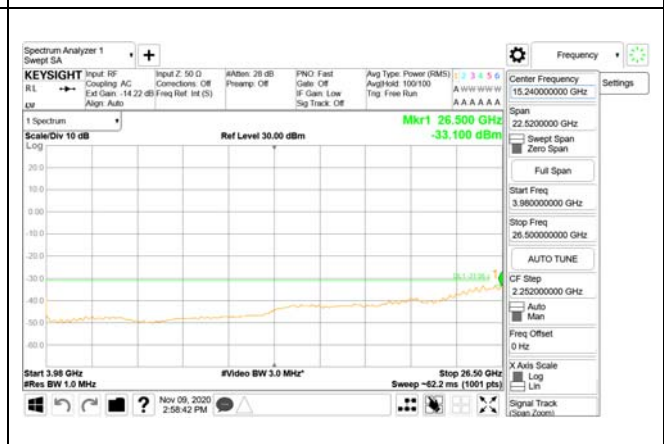 Spectrum Analyzer 1
Swept SA
+
Frequency
KEYSIGHT
RL
Input: RF
Coupling: AC
Ext Gain: -14.22 dB
Align: Auto
Input Z: 50 Ω
Corrections: Off
Freq Ref: Int (S)
#Atten: 28 dB
Preamp: Off
PNO: Fast
Gate: Off
IF Gain: Low
Sig Track: Off
Avg Type: Power (RMS)
Avg|Hold: 100/100
Trig: Free Run
1 2 3 4 5 6
A W W W W W
A A A A A A
1 Spectrum
Scale/Div 10 dB
Ref Level 30.00 dBm
Mkr1 26.500 GHz
-33.100 dBm
Log
20.0
10.0
0.00
-10.0
-20.0
-30.0
-40.0
-50.0
-60.0
1
Start 3.98 GHz
#Res BW 1.0 MHz
#Video BW 3.0 MHz*
Stop 26.50 GHz
Sweep ~62.2 ms (1001 pts)
Center Frequency
15.240000000 GHz
Settings
Span
22.5200000 GHz
Swept Span
Zero Span
Full Span
Start Freq
3.980000000 GHz
Stop Freq
26.500000000 GHz
AUTO TUNE
CF Step
2.252000000 GHz
Auto
Man
Freq Offset
0 Hz
X Axis Scale
Log
Lin
Signal Track
(Span Zoom)
?
Nov 09, 2020
2:58:42 PM